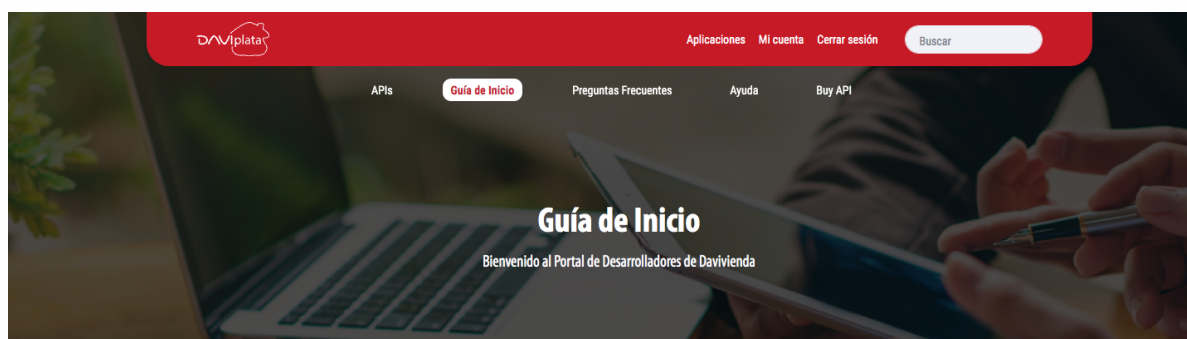 DAVIplata
Aplicaciones Mi cuenta Cerrar sesión Buscar
APIs Guía de Inicio Preguntas Frecuentes Ayuda Buy API
Guía de Inicio
Bienvenido al Portal de Desarrolladores de Davivienda